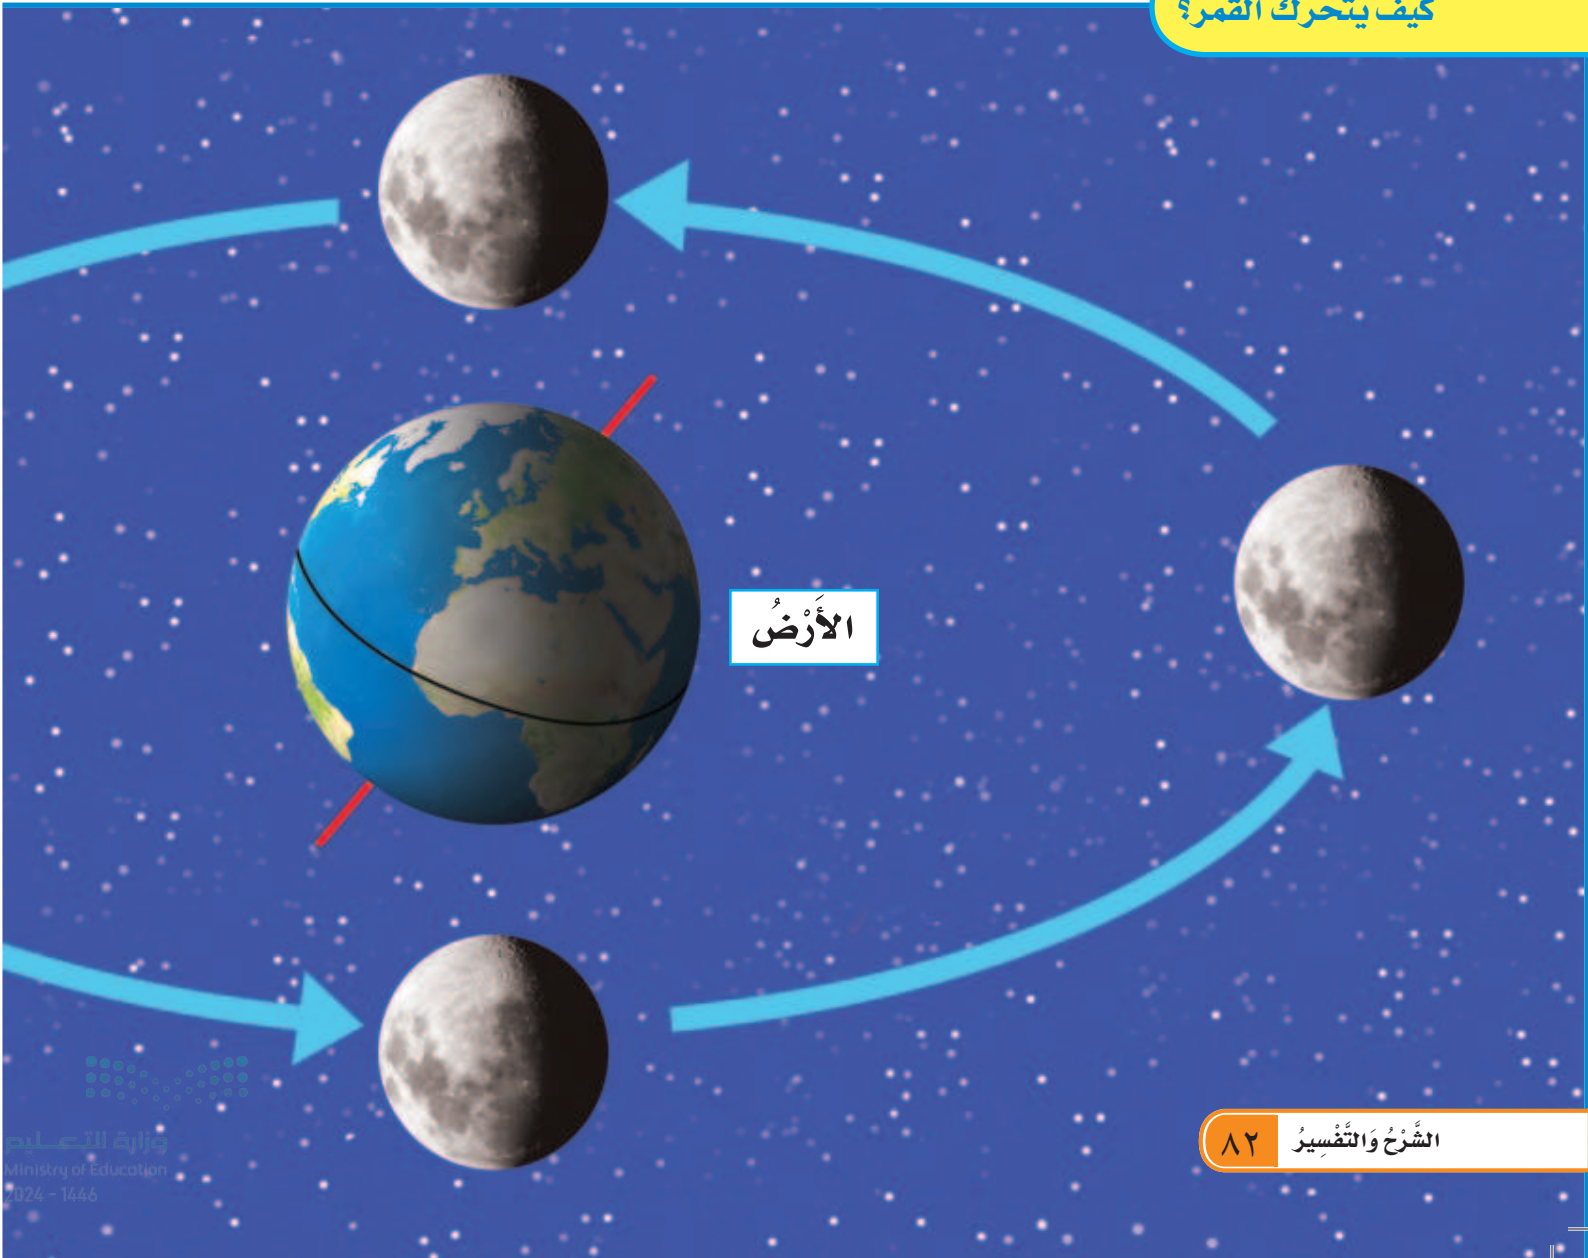 كيف يتحرك القمر؟
الأَرْضُ
الشَّرْحُ وَالتَّفْسِيرُ ٨٢
وزارة التعليم
Ministry of Education
2024 - 1446